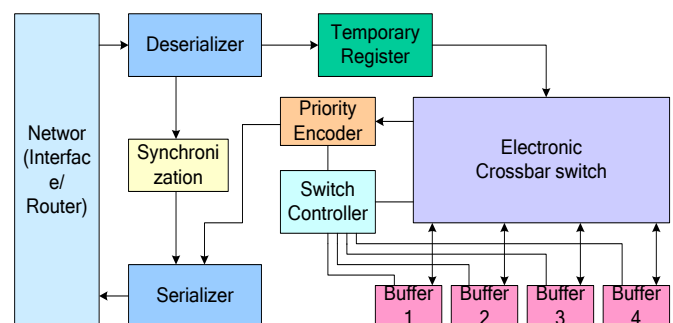 Networ
(Interfac
e/
Router)
Deserializer
Temporary
Register
Synchroni
zation
Priority
Encoder
Electronic
Crossbar switch
Switch
Controller
Serializer
Buffer
1
Buffer
2
Buffer
3
Buffer
4